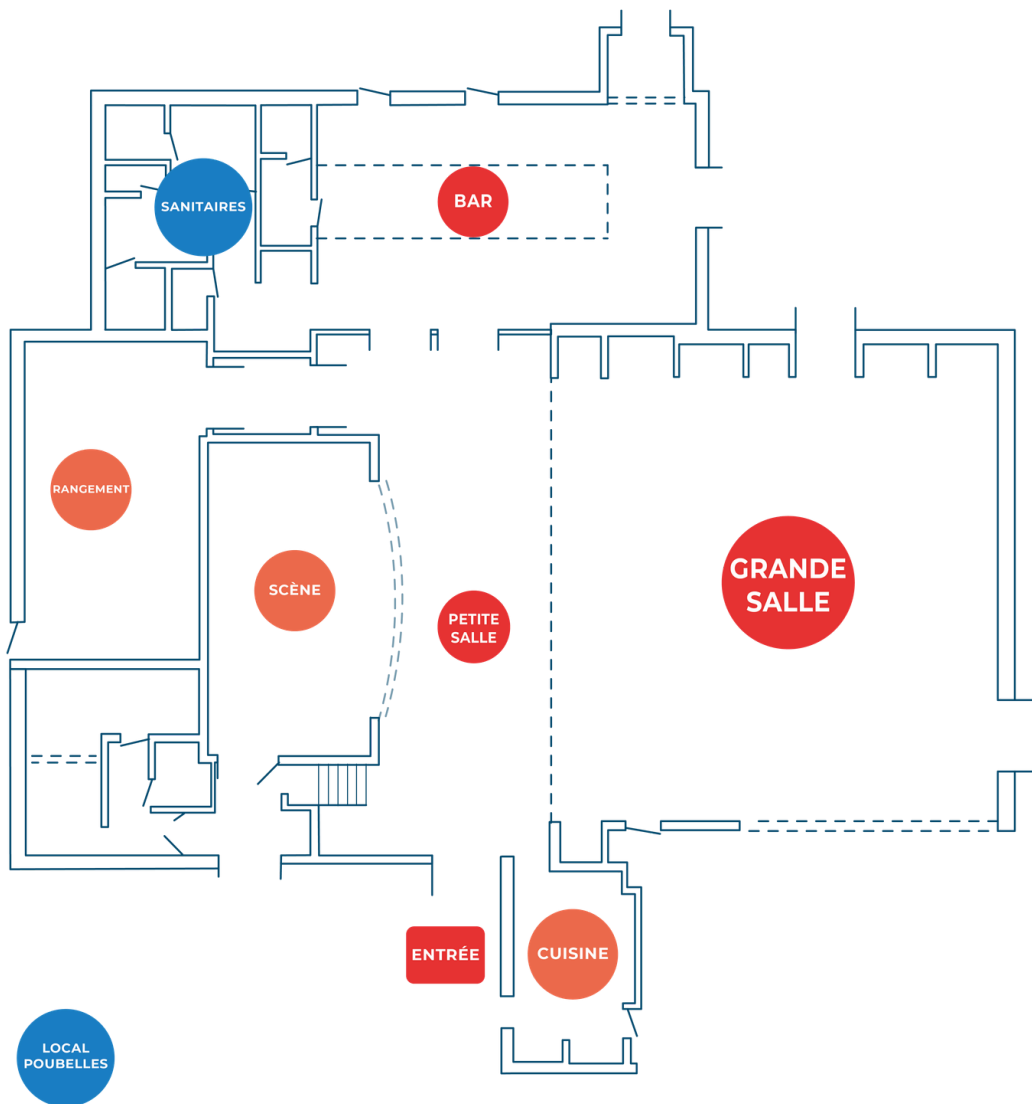 SANITAIRES
BAR
RANGEMENT
SCÈNE
PETITE
SALLE
GRANDE
SALLE
ENTRÉE
CUISINE
LOCAL
POUBELLES